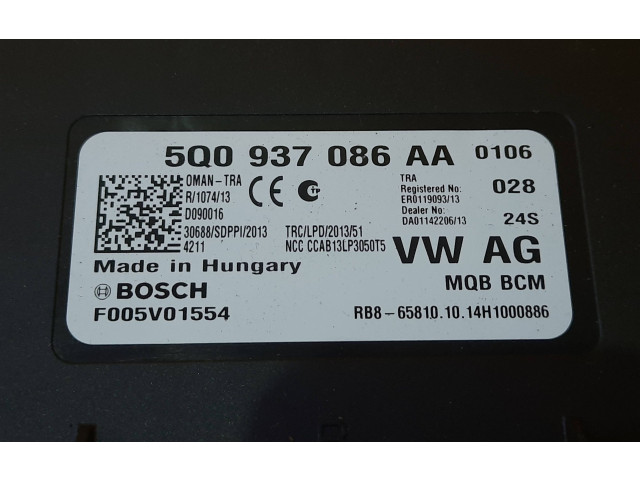 5Q0 937 086 AA 0106
OMAN-TRA
R/1074/13
D090016
CE
TRA
Registered No:
ER0119093/13
Dealer No:
DA01142206/13
028
24S
30688/SDPPI/2013
4211
TRC/LPD/2013/51
NCC CCAB13LP3050T5
VW AG
Made in Hungary
MQB BCM
BOSCH
F005V01554
RB8-65810.10.14H1000886